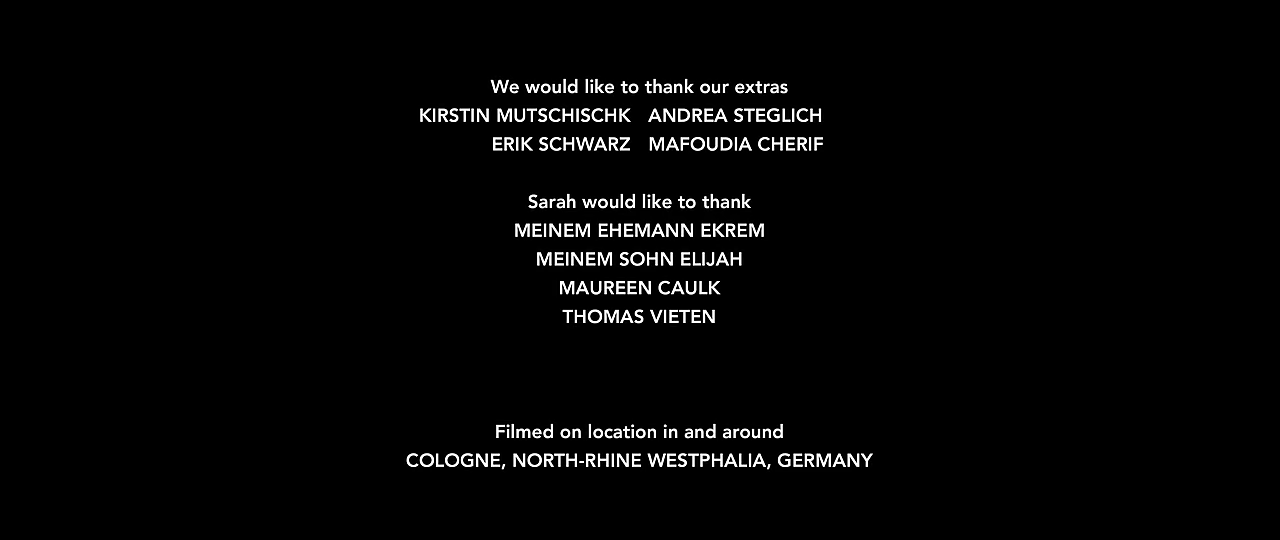 We would like to thank our extras
KIRSTIN MUTSCHISCHK ANDREA STEGLICH
ERIK SCHWARZ MAFOUDIA CHERIF
Sarah would like to thank
MEINEM EHEMANN EKREM
MEINEM SOHN ELIJAH
MAUREEN CAULK
THOMAS VIETEN
Filmed on location in and around
COLOGNE, NORTH-RHINE WESTPHALIA, GERMANY